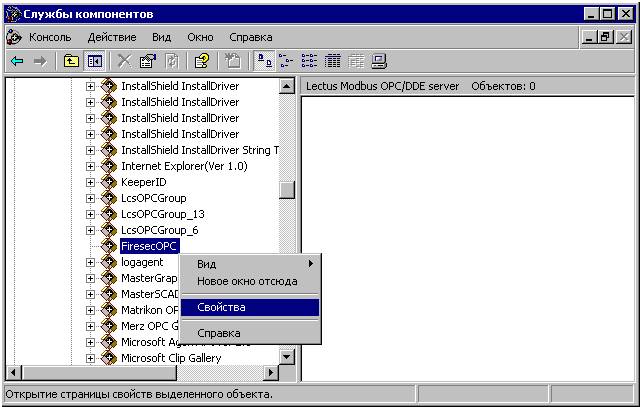 Службы компонентов
Консоль Действие Вид Окно Справка
InstallShield InstallDriver
InstallShield InstallDriver
InstallShield InstallDriver
InstallShield InstallDriver
InstallShield InstallDriver String T
Internet Explorer(Ver 1.0)
KeeperID
LcsOPCGroup
LcsOPCGroup_13
LcsOPCGroup_6
FiresecOPC
logagent
MasterGrap
MasterSCAD
Matrikon OP
Merz OPC G
Microsoft Ag
Microsoft Clip Gallery
Lectus Modbus OPC/DDE server Объектов: 0
Вид
Новое окно отсюда
Свойства
Справка
Открытие страницы свойств выделенного объекта.